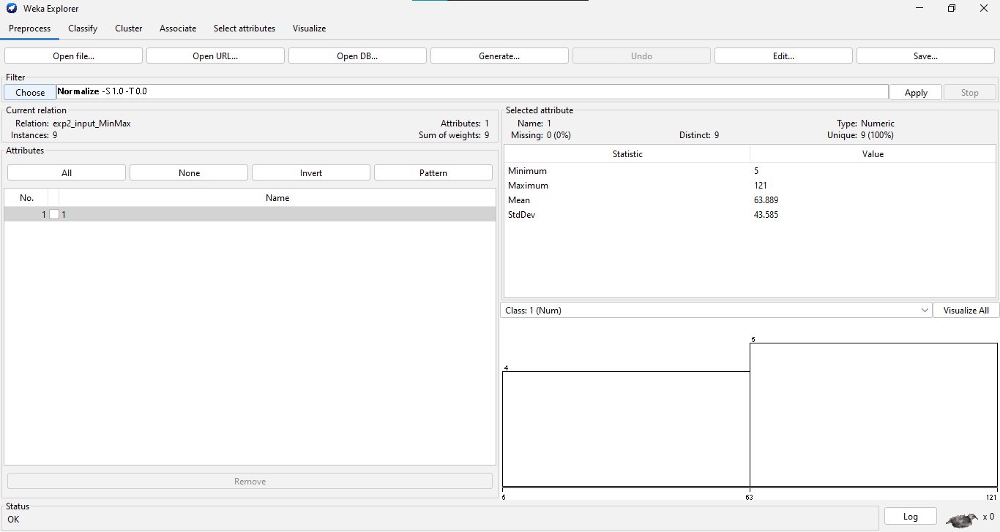 Weka Explorer
Preprocess Classify Cluster Associate Select attributes Visualize
Open file... Open URL... Open DB... Generate... Undo Edit... Save...
Filter
Choose Normalize -S 1.0 -T 0.0 Apply Stop
Current relation
Relation: exp2_input_MinMax Attributes: 1
Instances: 9 Sum of weights: 9
Attributes
All None Invert Pattern
No. Name
1 1
Remove
Selected attribute
Name: 1 Type: Numeric
Missing: 0 (0%) Distinct: 9 Unique: 9 (100%)
Statistic Value
Minimum 5
Maximum 121
Mean 63.889
StdDev 43.585
Class: 1 (Num) Visualize All
4 5
5 63 121
Status
OK Log x 0